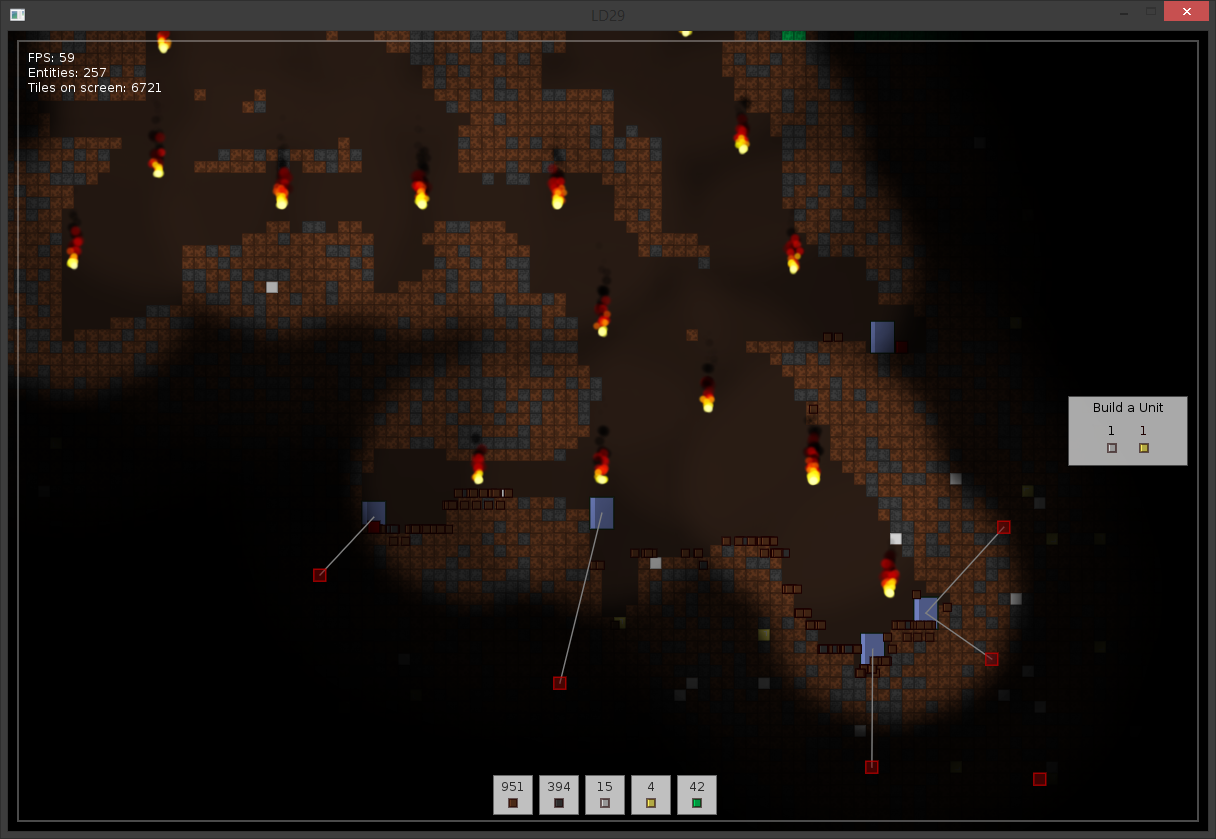 LD29
FPS: 59
Entities: 257
Tiles on screen: 6721
Build a Unit
1 1
951 394 15 4 42